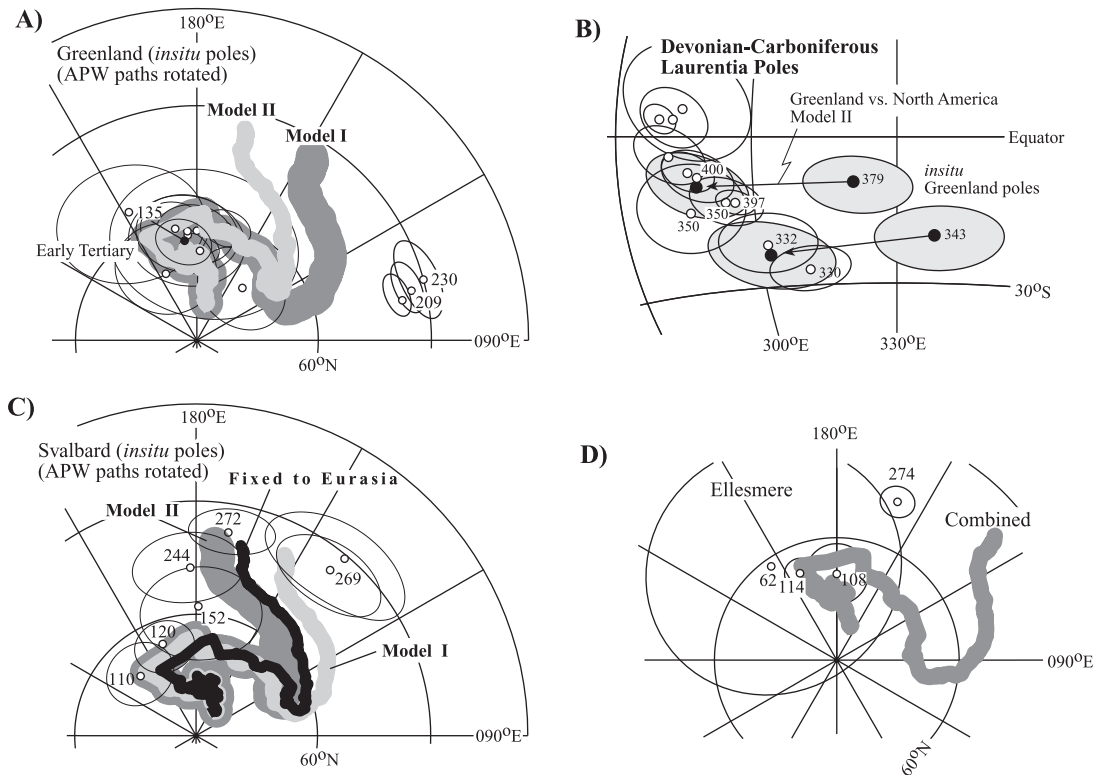 A)
180°E
Greenland (insitu poles)
(APW paths rotated)
Model II
Model I
135
Early Tertiary
230
209
090°E
60°N
B)
Devonian-Carboniferous
Laurentia Poles
Greenland vs. North America
Model II
Equator
400
379
insitu
Greenland poles
397
350
350
332
343
330
30°S
300°E
330°E
C)
180°E
Svalbard (insitu poles)
(APW paths rotated)
Fixed to Eurasia
Model II
272
244
269
152
120
110
Model I
090°E
60°N
D)
180°E
274
Ellesmere
Combined
62
114
108
090°E
60°N